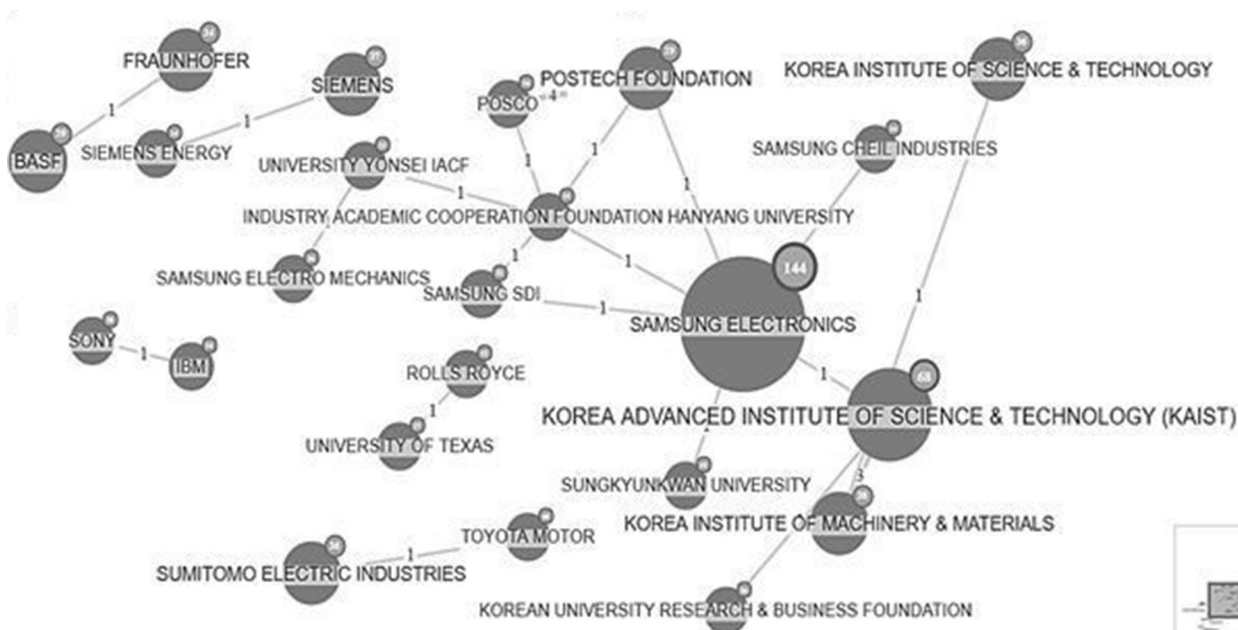 FRAUNHOFER
SIEMENS
POSTECH FOUNDATION
KOREA INSTITUTE OF SCIENCE & TECHNOLOGY
POSCO
4
1
1
BASF
SIEMENS ENERGY
UNIVERSITY YONSEI IACF
1
1
SAMSUNG CHEIL INDUSTRIES
1
1
INDUSTRY ACADEMIC COOPERATION FOUNDATION HANYANG UNIVERSITY
SAMSUNG ELECTRO MECHANICS
1
1
144
SAMSUNG SDI
1
1
SAMSUNG ELECTRONICS
SONY
1
IBM
ROLLS ROYCE
1
68
1
KOREA ADVANCED INSTITUTE OF SCIENCE & TECHNOLOGY (KAIST)
UNIVERSITY OF TEXAS
SUNGKYUNKWAN UNIVERSITY
3
KOREA INSTITUTE OF MACHINERY & MATERIALS
TOYOTA MOTOR
1
SUMITOMO ELECTRIC INDUSTRIES
KOREAN UNIVERSITY RESEARCH & BUSINESS FOUNDATION